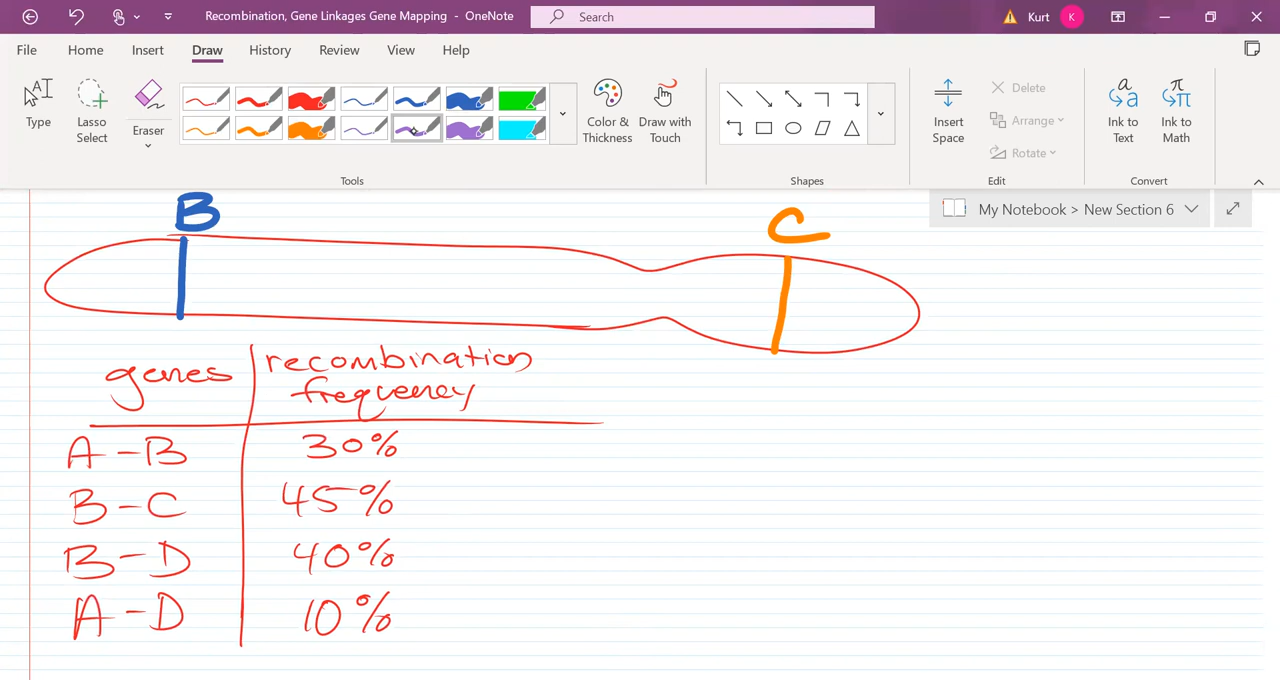 Recombination, Gene Linkages Gene Mapping - OneNote
Search
Kurt
K
File Home Insert Draw History Review View Help
Type
Lasso Select
Eraser
Color & Thickness
Draw with Touch
Insert Space
Delete
Arrange
Rotate
Ink to Text
Ink to Math
Tools
Shapes
Edit
Convert
My Notebook > New Section 6
B
C
genes
recombination
frequency
A - B 30%
B - C 45%
B - D 40%
A - D 10%